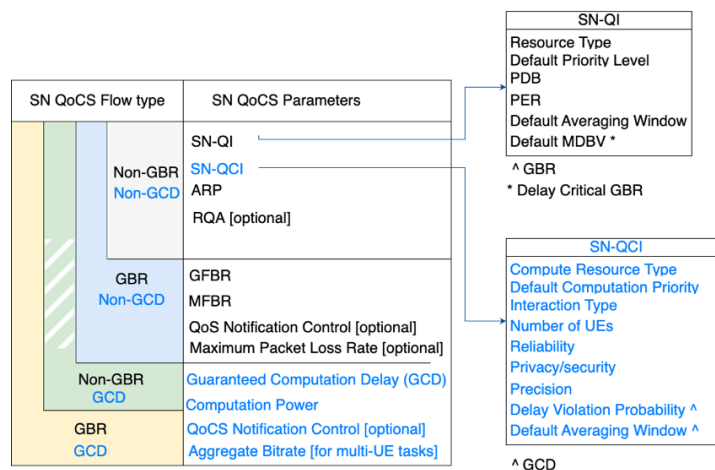 SN-QI
Resource Type
Default Priority Level
PDB
PER
Default Averaging Window
Default MDBV *
^ GBR
* Delay Critical GBR
SN QoCS Flow type
SN QoCS Parameters
Non-GBR
Non-GCD
SN-QI
SN-QCI
ARP
RQA [optional]
GBR
Non-GCD
GFBR
MFBR
QoS Notification Control [optional]
Maximum Packet Loss Rate [optional]
Non-GBR
GCD
Guaranteed Computation Delay (GCD)
Computation Power
GBR
GCD
QoCS Notification Control [optional]
Aggregate Bitrate [for multi-UE tasks]
SN-QCI
Compute Resource Type
Default Computation Priority
Interaction Type
Number of UEs
Reliability
Privacy/security
Precision
Delay Violation Probability ^
Default Averaging Window ^
^ GCD